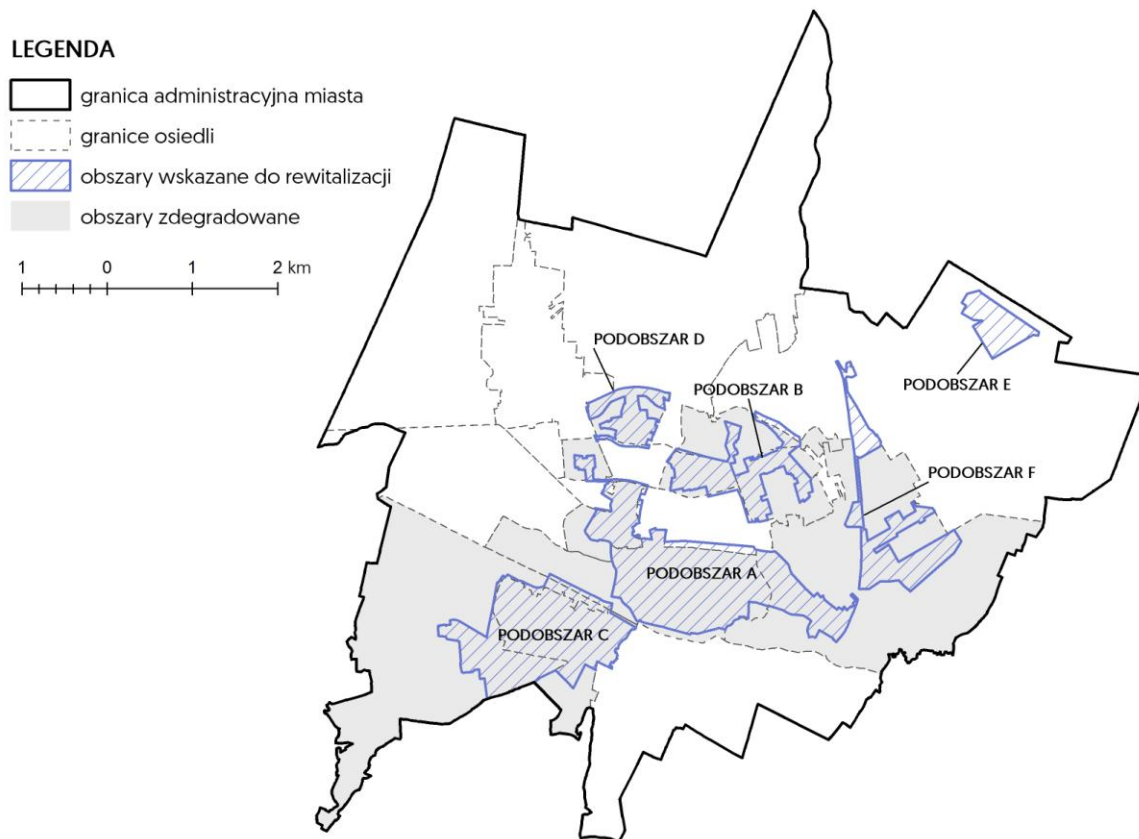 LEGENDA
granica administracyjna miasta
granice osiedli
obszary wskazane do rewitalizacji
obszary zdegradowane
1 0 1 2 km
PODOBSZAR D
PODOBSZAR B
PODOBSZAR E
PODOBSZAR F
PODOBSZAR A
PODOBSZAR C